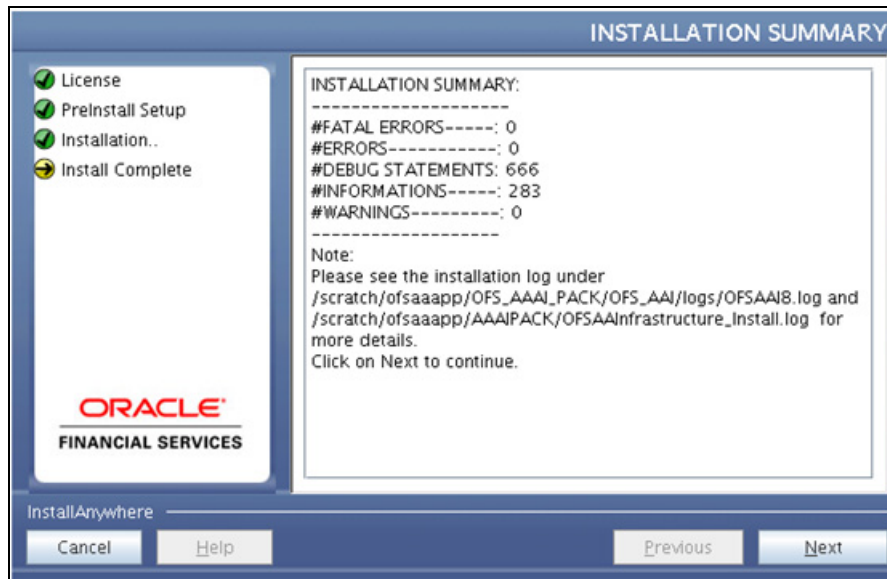 INSTALLATION SUMMARY
License
PreInstall Setup
Installation..
Install Complete
ORACLE
FINANCIAL SERVICES
INSTALLATION SUMMARY:
-------------------
#FATAL ERRORS-----: 0
#ERRORS-----------: 0
#DEBUG STATEMENTS: 666
#INFORMATIONS-----: 283
#WARNINGS---------: 0
-------------------
Note:
Please see the installation log under
/scratch/ofsaaapp/OFS_AAAI_PACK/OFS_AAI/logs/OFSAAI8.log and
/scratch/ofsaaapp/AAAIPACK/OFSAAInfrastructure_Install.log for
more details.
Click on Next to continue.
InstallAnywhere
Cancel
Help
Previous
Next